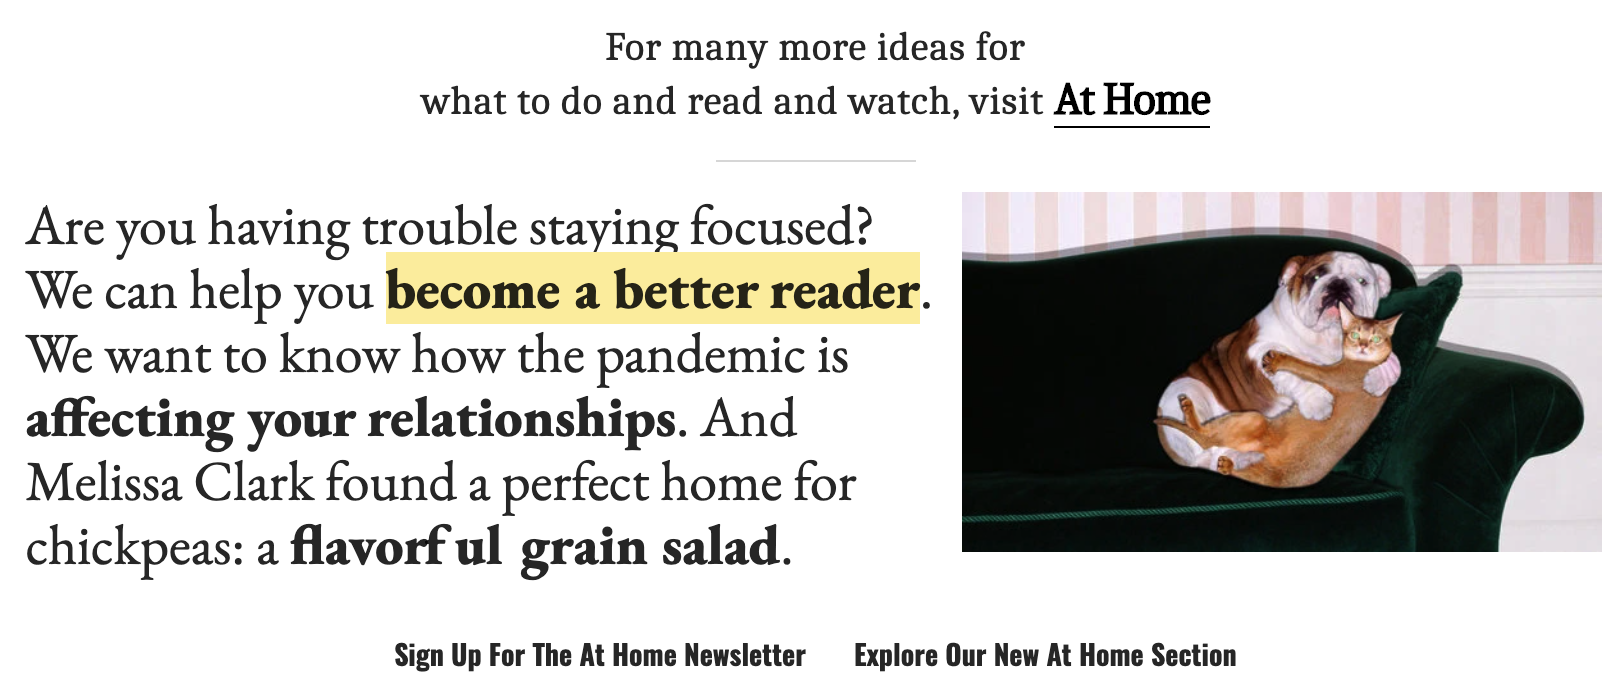 For many more ideas for
what to do and read and watch, visit At Home
Are you having trouble staying focused?
We can help you become a better reader.
We want to know how the pandemic is
affecting your relationships. And
Melissa Clark found a perfect home for
chickpeas: a flavorful grain salad.
Sign Up For The At Home Newsletter
Explore Our New At Home Section